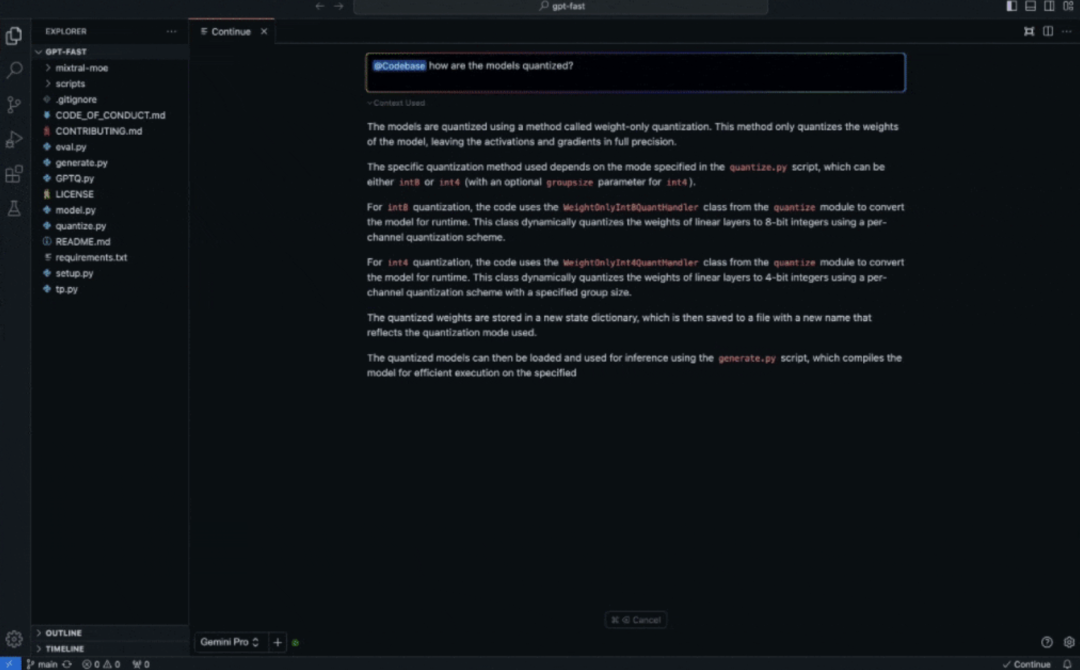 gpt-fast
EXPLORER
Continue
GPT-FAST
mixtral-moe
scripts
.gitignore
CODE_OF_CONDUCT.md
CONTRIBUTING.md
eval.py
generate.py
GPTQ.py
LICENSE
model.py
quantize.py
README.md
requirements.txt
setup.py
tp.py
@Codebase how are the models quantized?
Context Used
The models are quantized using a method called weight-only quantization. This method only quantizes the weights
of the model, leaving the activations and gradients in full precision.
The specific quantization method used depends on the mode specified in the quantize.py script, which can be
either int8 or int4 (with an optional groupsize parameter for int4).
For int8 quantization, the code uses the WeightOnlyInt8QuantHandler class from the quantize module to convert
the model for runtime. This class dynamically quantizes the weights of linear layers to 8-bit integers using a per-
channel quantization scheme.
For int4 quantization, the code uses the WeightOnlyInt4QuantHandler class from the quantize module to convert
the model for runtime. This class dynamically quantizes the weights of linear layers to 4-bit integers using a per-
channel quantization scheme with a specified group size.
The quantized weights are stored in a new state dictionary, which is then saved to a file with a new name that
reflects the quantization mode used.
The quantized models can then be loaded and used for inference using the generate.py script, which compiles the
model for efficient execution on the specified
Cancel
OUTLINE
TIMELINE
Gemini Pro +
main 0 0 0
Continue